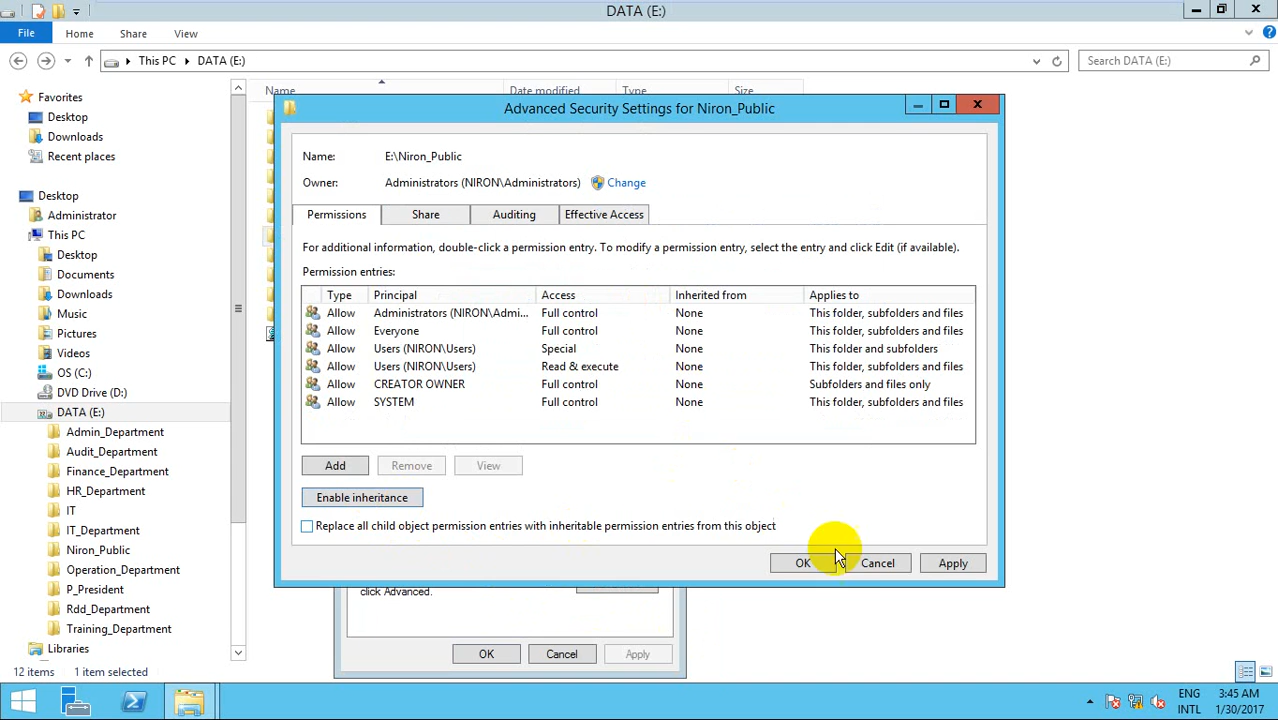 DATA (E:)
File
Home
Share
View
This PC
DATA (E:)
Search DATA (E:)
Name
Date modified
Type
Size
Favorites
Desktop
Downloads
Recent places
Desktop
Administrator
This PC
Desktop
Documents
Downloads
Music
Pictures
Videos
OS (C:)
DVD Drive (D:)
DATA (E:)
Admin_Department
Audit_Department
Finance_Department
HR_Department
IT
IT_Department
Niron_Public
Operation_Department
P_President
Rdd_Department
Training_Department
Libraries
Advanced Security Settings for Niron_Public
Name: E:\Niron_Public
Owner: Administrators (NIRON\Administrators) Change
Permissions Share Auditing Effective Access
For additional information, double-click a permission entry. To modify a permission entry, select the entry and click Edit (if available).
Permission entries:
Type Principal Access Inherited from Applies to
Allow Administrators (NIRON\Admi... Full control None This folder, subfolders and files
Allow Everyone Full control None This folder, subfolders and files
Allow Users (NIRON\Users) Special None This folder and subfolders
Allow Users (NIRON\Users) Read & execute None This folder, subfolders and files
Allow CREATOR OWNER Full control None Subfolders and files only
Allow SYSTEM Full control None This folder, subfolders and files
Add Remove View
Enable inheritance
Replace all child object permission entries with inheritable permission entries from this object
OK Cancel Apply
click Advanced.
OK Cancel Apply
12 items 1 item selected
ENG
INTL
3:45 AM
1/30/2017